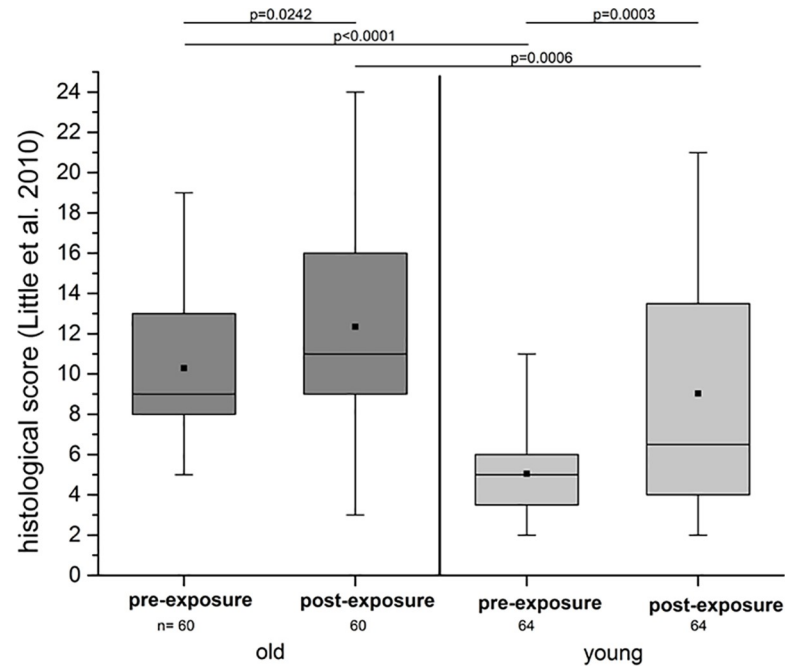 p=0.0242
p=0.0003
p<0.0001
p=0.0006
histological score (Little et al. 2010)
24
22
20
18
16
14
12
10
8
6
4
2
0
pre-exposure post-exposure pre-exposure post-exposure
n= 60 60 64 64
old young